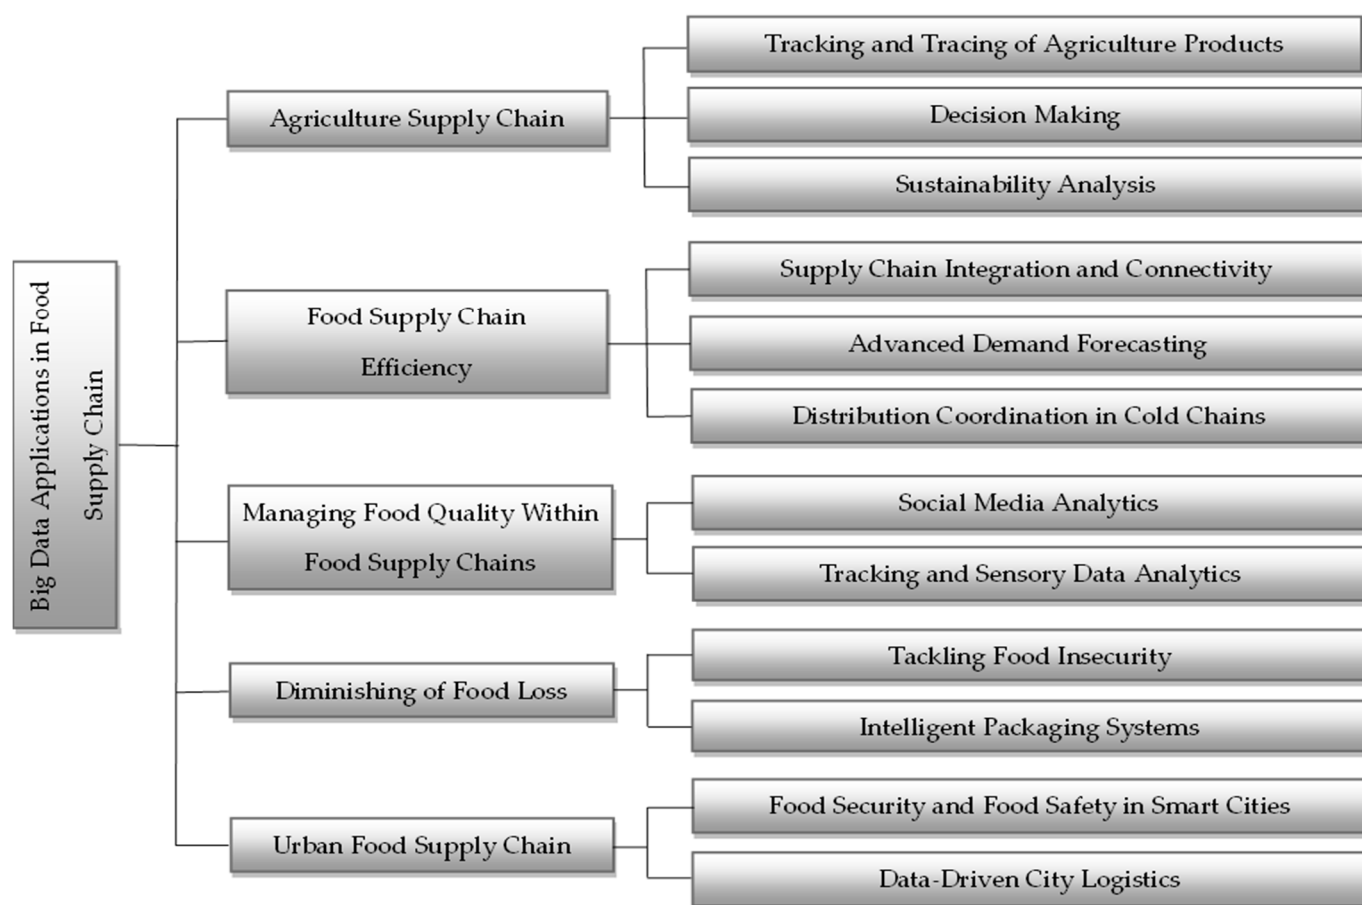 Big Data Applications in Food
Supply Chain
Agriculture Supply Chain
Tracking and Tracing of Agriculture Products
Decision Making
Sustainability Analysis
Food Supply Chain
Efficiency
Supply Chain Integration and Connectivity
Advanced Demand Forecasting
Distribution Coordination in Cold Chains
Managing Food Quality Within
Food Supply Chains
Social Media Analytics
Tracking and Sensory Data Analytics
Diminishing of Food Loss
Tackling Food Insecurity
Intelligent Packaging Systems
Urban Food Supply Chain
Food Security and Food Safety in Smart Cities
Data-Driven City Logistics